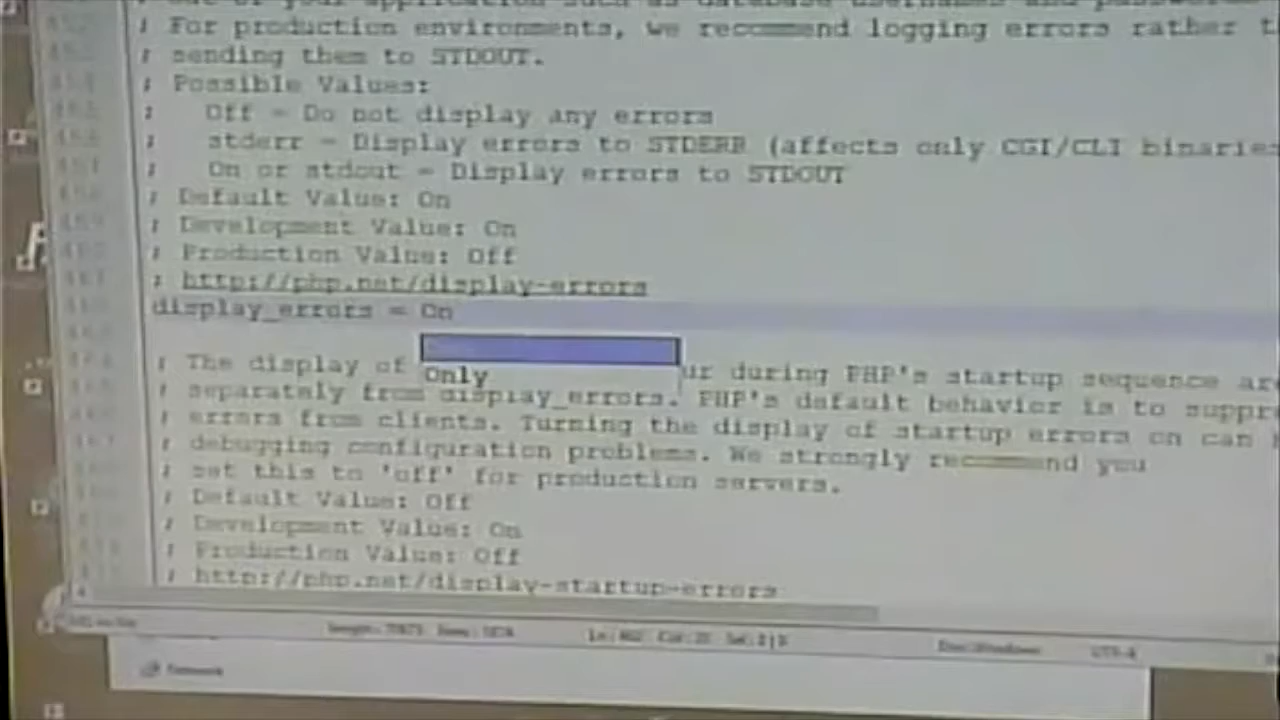 ; For production environments, we recommend logging errors rather
; sending them to STDOUT.
; Possible Values:
;   Off = Do not display any errors
;   stderr = Display errors to STDERR (affects only CGI/CLI binaries
;   On or stdout = Display errors to STDOUT
; Default Value: On
; Development Value: On
; Production Value: Off
; http://php.net/display-errors
display_errors = On
Only
; The display of ur during PHP's startup sequence are
; separately from display_errors. PHP's default behavior is to suppre
; errors from clients. Turning the display of startup errors on can
; debugging configuration problems. We strongly recommend you
; set this to 'off' for production servers.
; Default Value: Off
; Development Value: On
; Production Value: Off
; http://php.net/display-startup-errors